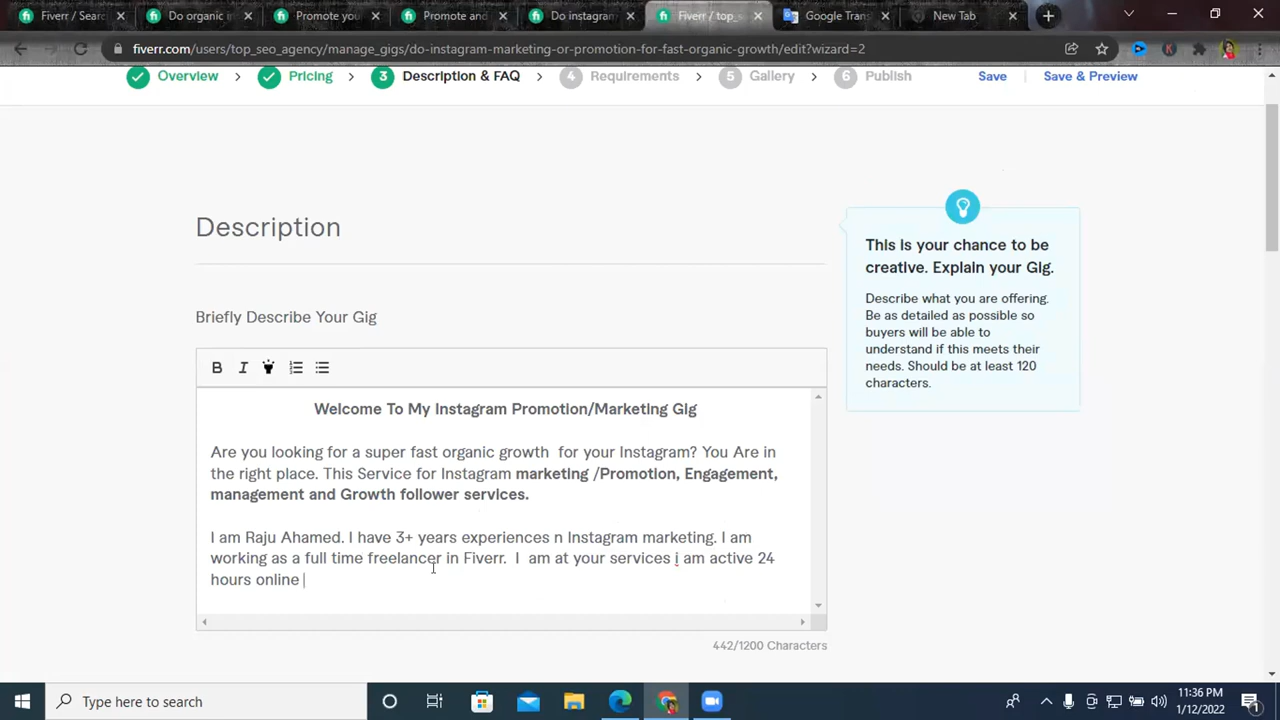 Fiverr / Searc
Do organic in
Promote you
Promote and
Do instagram
Fiverr / top_s
Google Trans
New Tab
fiverr.com/users/top_seo_agency/manage_gigs/do-instagram-marketing-or-promotion-for-fast-organic-growth/edit?wizard=2
Overview
Pricing
3 Description & FAQ
4 Requirements
5 Gallery
6 Publish
Save
Save & Preview
Description
This is your chance to be
creative. Explain your Gig.
Describe what you are offering.
Be as detailed as possible so
buyers will be able to
understand if this meets their
needs. Should be at least 120
characters.
Briefly Describe Your Gig
B I
Welcome To My Instagram Promotion/Marketing Gig
Are you looking for a super fast organic growth  for your Instagram? You Are in
the right place. This Service for Instagram marketing /Promotion, Engagement,
management and Growth follower services.
I am Raju Ahamed. I have 3+ years experiences n Instagram marketing. I am
working as a full time freelancer in Fiverr.  I  am at your services i am active 24
hours online
442/1200 Characters
Type here to search
11:36 PM
1/12/2022